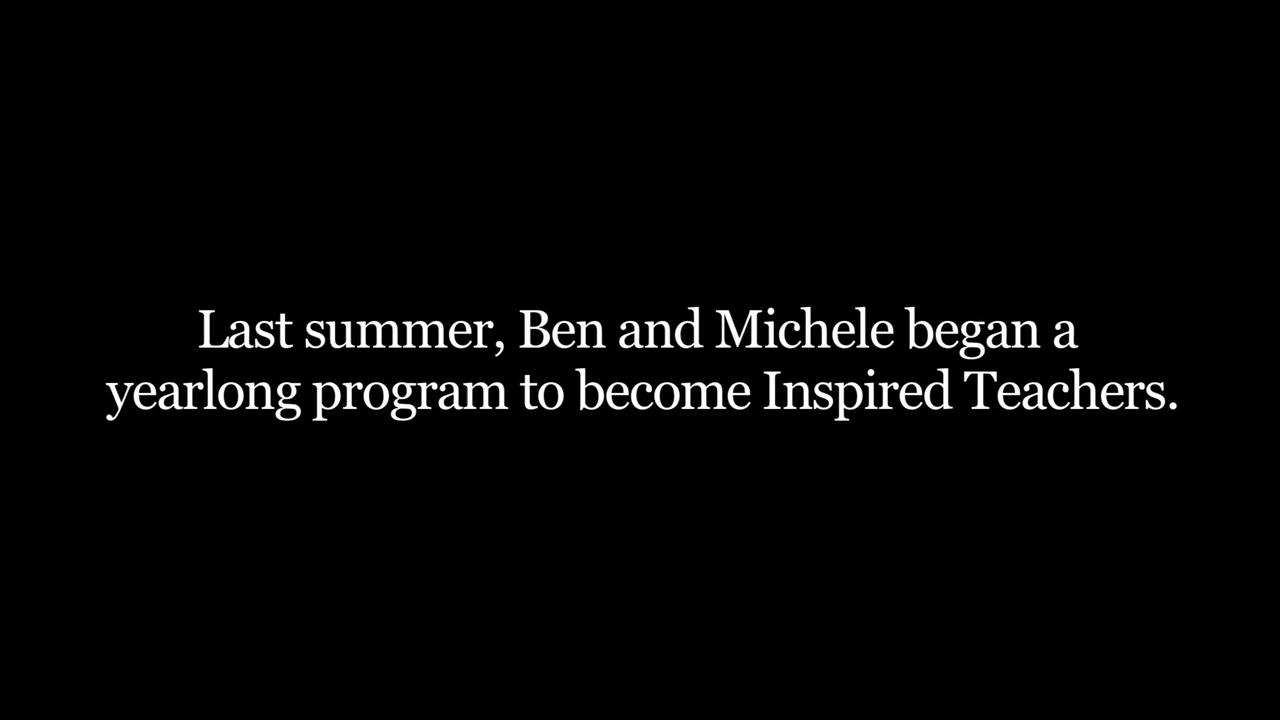 Last summer, Ben and Michele began a
yearlong program to become Inspired Teachers.